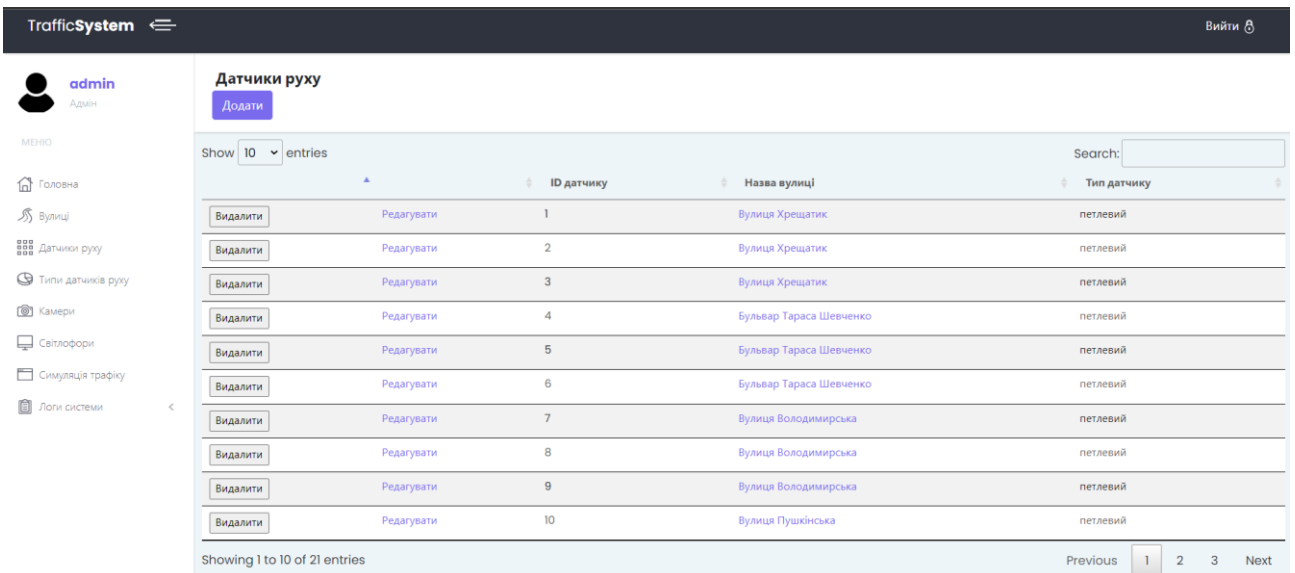 TrafficSystem Вийти
admin
Адмін
МЕНЮ
Головна
Вулиці
Датчики руху
Типи датчиків руху
Камери
Світлофори
Симуляція трафіку
Логи системи <
Датчики руху
Додати
Show 10 entries Search:
ID датчику Назва вулиці Тип датчику
Видалити Редагувати 1 Вулиця Хрещатик петлевий
Видалити Редагувати 2 Вулиця Хрещатик петлевий
Видалити Редагувати 3 Вулиця Хрещатик петлевий
Видалити Редагувати 4 Бульвар Тараса Шевченко петлевий
Видалити Редагувати 5 Бульвар Тараса Шевченко петлевий
Видалити Редагувати 6 Бульвар Тараса Шевченко петлевий
Видалити Редагувати 7 Вулиця Володимирська петлевий
Видалити Редагувати 8 Вулиця Володимирська петлевий
Видалити Редагувати 9 Вулиця Володимирська петлевий
Видалити Редагувати 10 Вулиця Пушкінська петлевий
Showing 1 to 10 of 21 entries Previous 1 2 3 Next